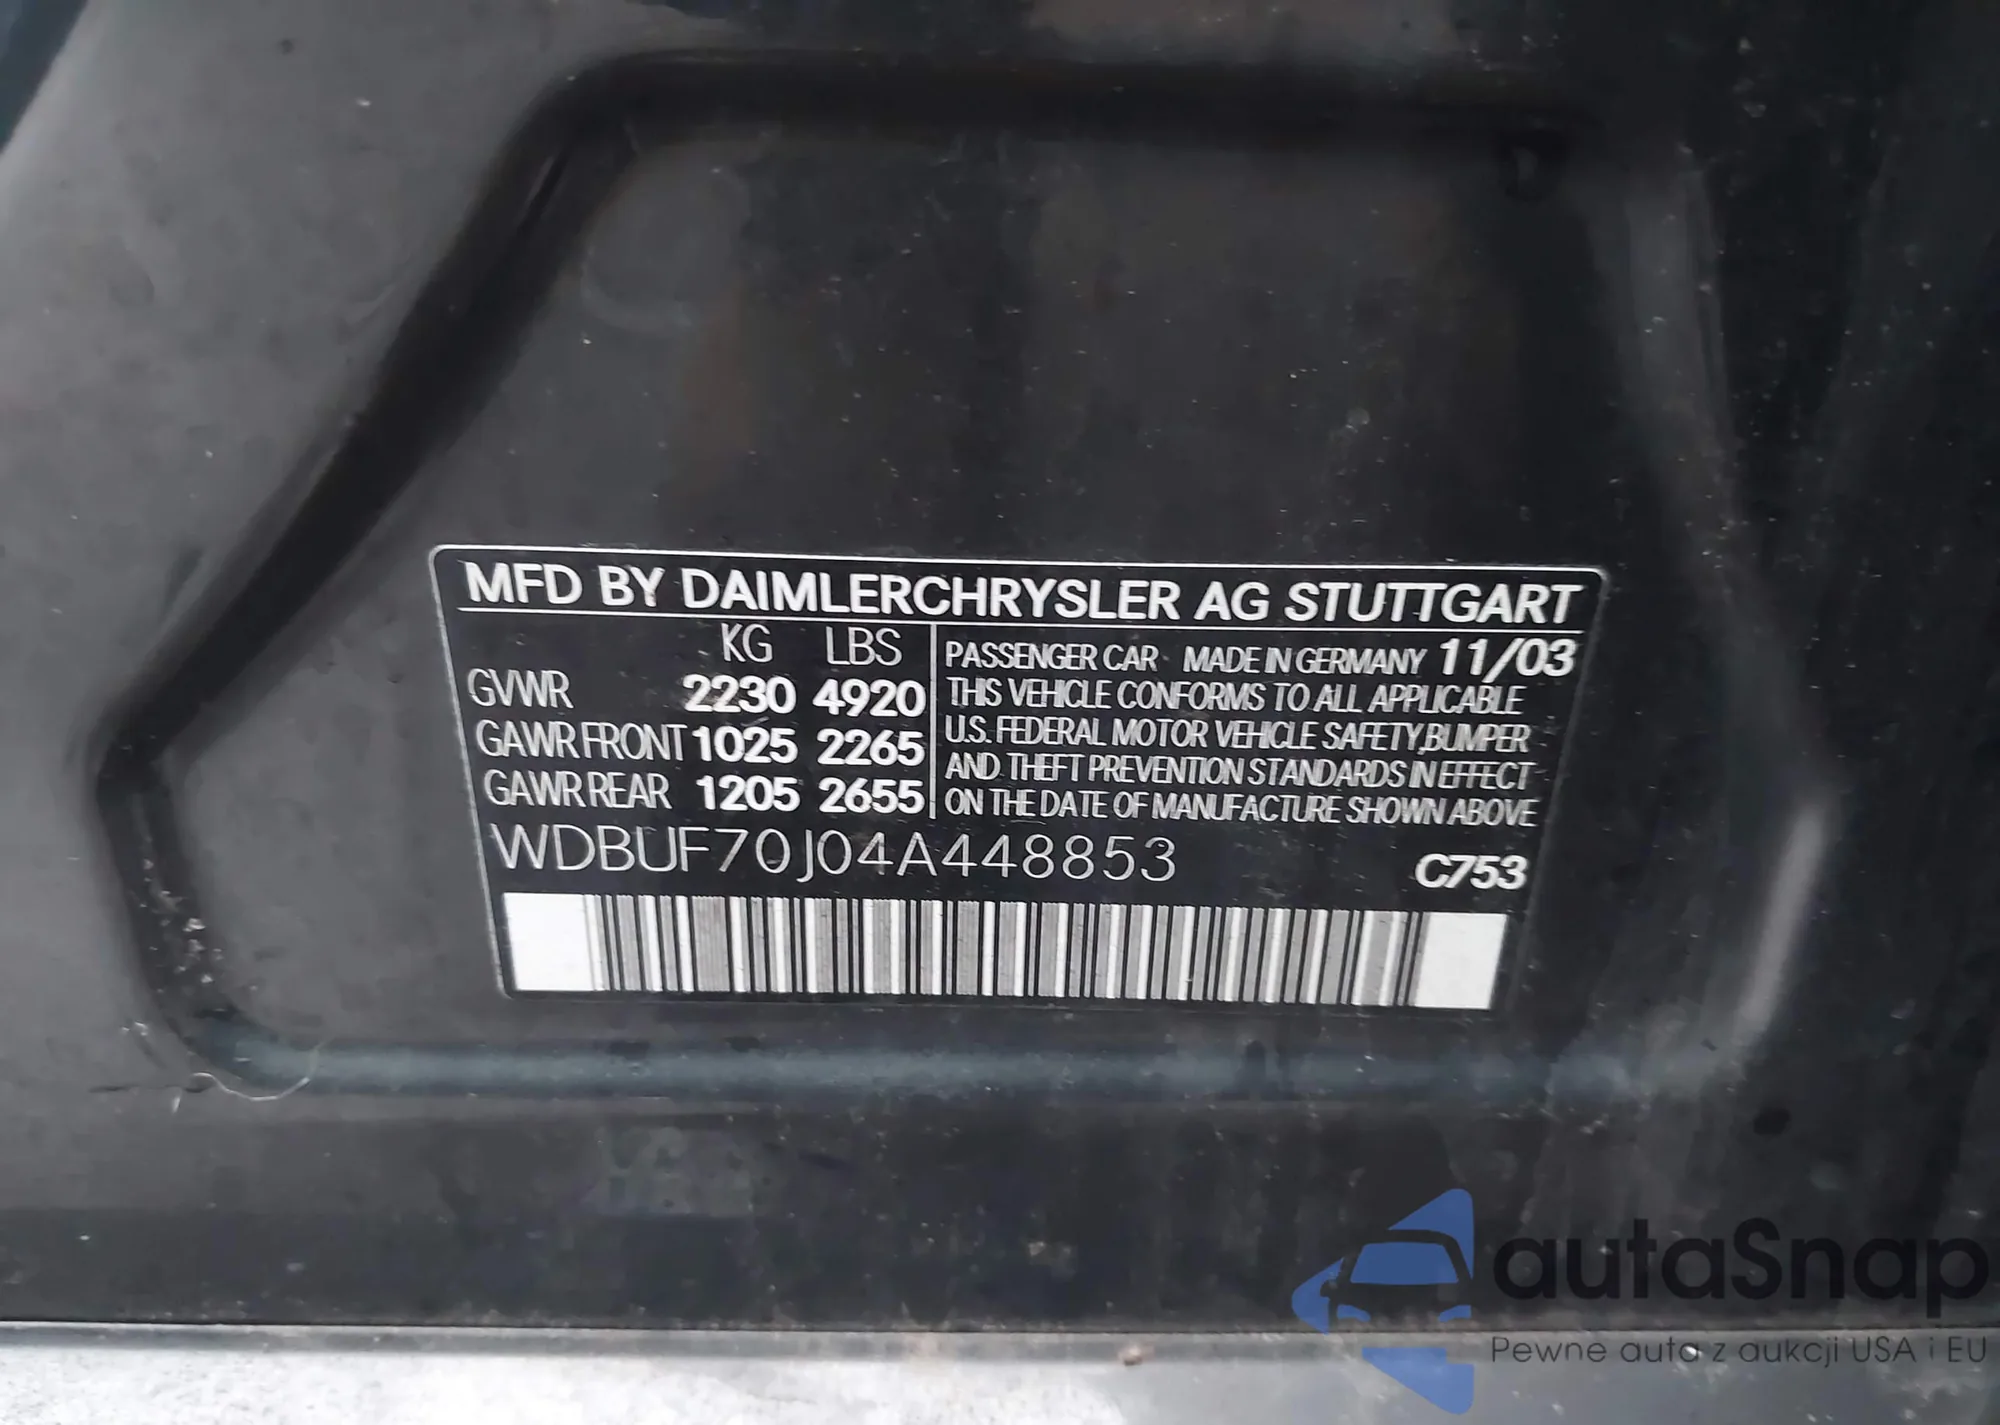 MFD BY DAIMLERCHRYSLER AG STUTTGART
KG LBS
GVWR 2230 4920
GAWR FRONT 1025 2265
GAWR REAR 1205 2655
PASSENGER CAR MADE IN GERMANY 11/03
THIS VEHICLE CONFORMS TO ALL APPLICABLE
U.S. FEDERAL MOTOR VEHICLE SAFETY, BUMPER
AND THEFT PREVENTION STANDARDS IN EFFECT
ON THE DATE OF MANUFACTURE SHOWN ABOVE
WDBUF70J04A448853 C753
autaSnap
Pewne auta z aukcji USA i EU